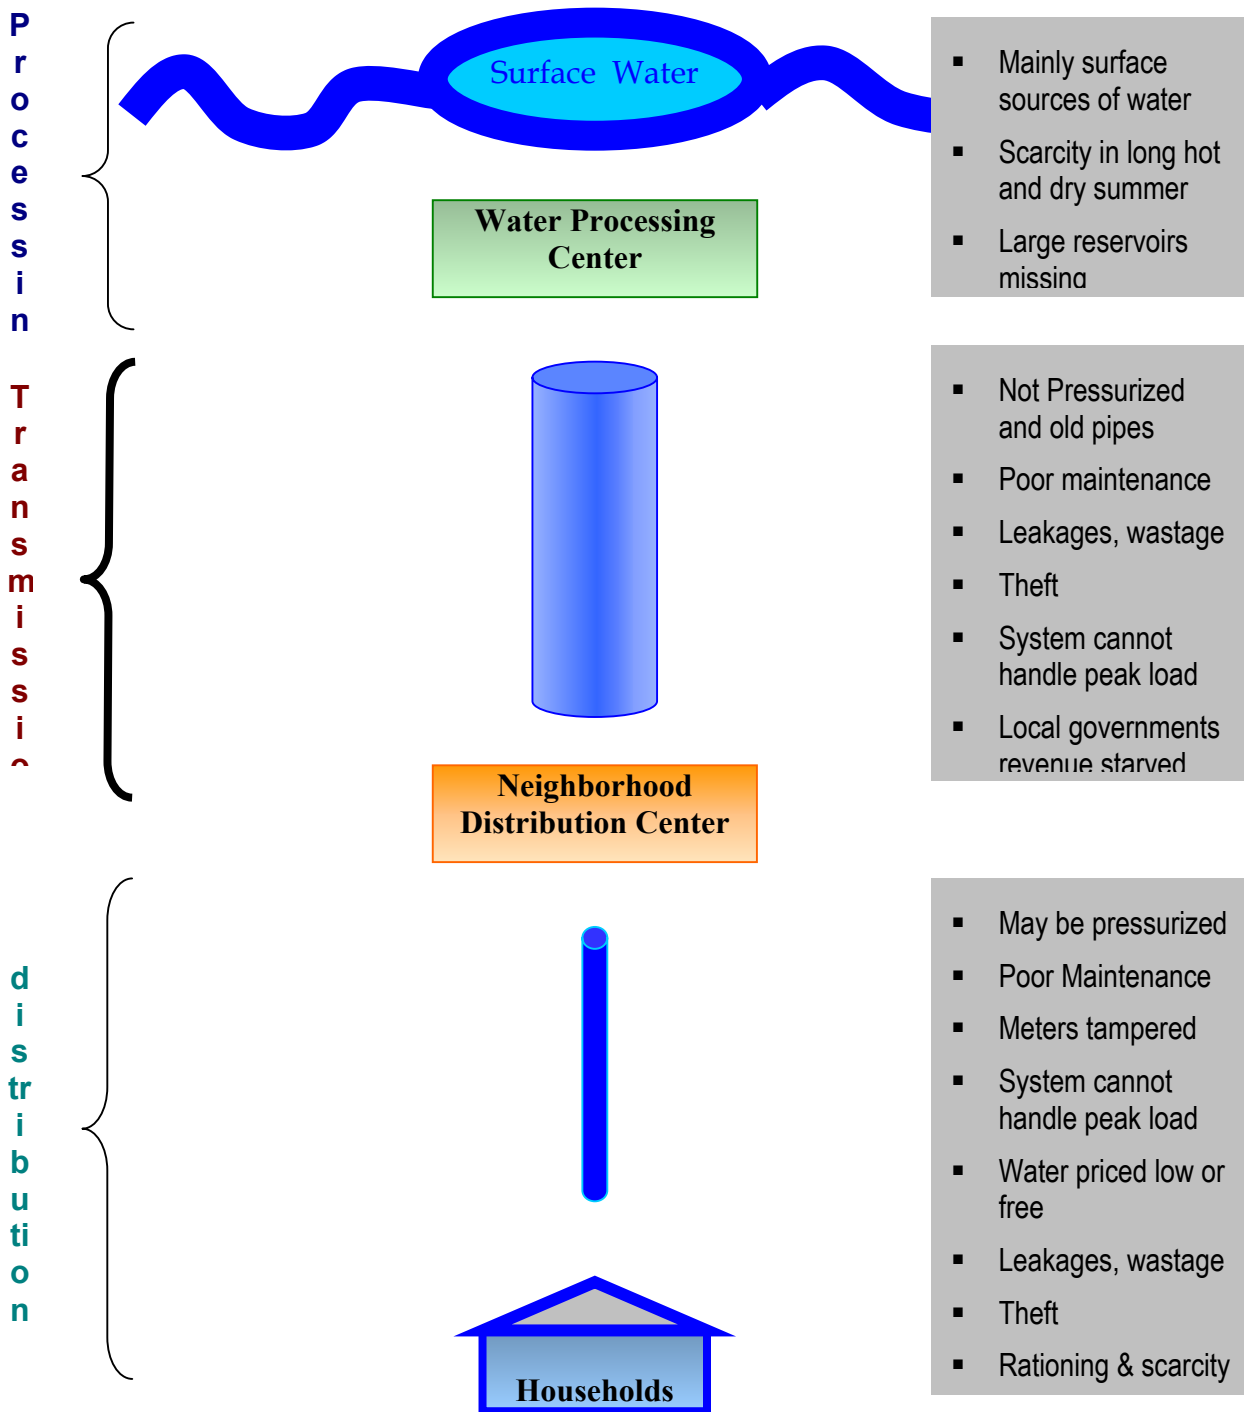 Processin
Surface Water
Water Processing
Center
▪ Mainly surface
sources of water
▪ Scarcity in long hot
and dry summer
▪ Large reservoirs
missing
Transmissio
▪ Not Pressurized
and old pipes
▪ Poor maintenance
▪ Leakages, wastage
▪ Theft
▪ System cannot
handle peak load
▪ Local governments
revenue starved
Neighborhood
Distribution Center
distribution
▪ May be pressurized
▪ Poor Maintenance
▪ Meters tampered
▪ System cannot
handle peak load
▪ Water priced low or
free
▪ Leakages, wastage
▪ Theft
▪ Rationing & scarcity
Households